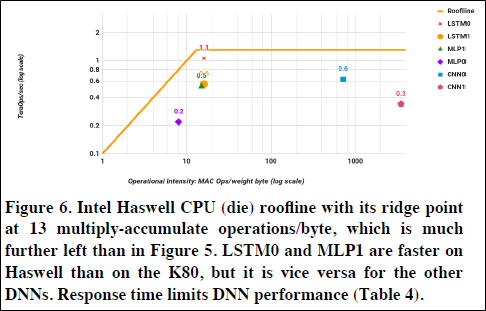 Roofline
LSTM0
LSTM1
MLP1
MLP0
CNN0
CNN1
TeraOps/sec (log scale)
2
1
0.8
0.6
0.4
0.2
0.1
1.1
0.5
0.6
0.3
0.2
1
10
100
1000
Operational Intensity: MAC Ops/weight byte (log scale)
Figure 6. Intel Haswell CPU (die) roofline with its ridge point
at 13 multiply-accumulate operations/byte, which is much
further left than in Figure 5. LSTM0 and MLP1 are faster on
Haswell than on the K80, but it is vice versa for the other
DNNs. Response time limits DNN performance (Table 4).